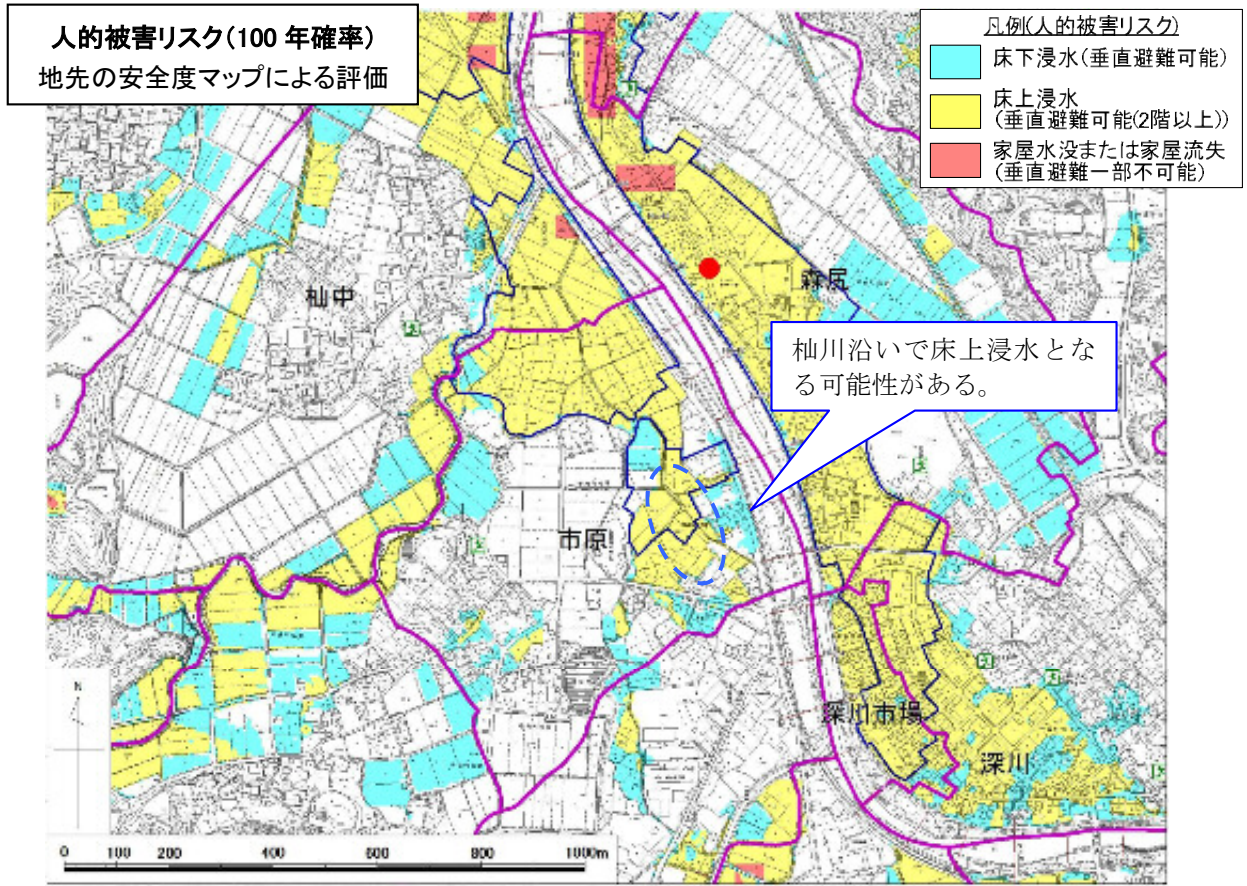 人的被害リスク(100 年確率)
地先の安全度マップによる評価
凡例(人的被害リスク)
床下浸水(垂直避難可能)
床上浸水
(垂直避難可能(2階以上))
家屋水没または家屋流失
(垂直避難一部不可能)
杣中
森尻
杣川沿いで床上浸水とな
る可能性がある。
市原
深川市場
深川
N
0 100 200 400 600 800 1000m